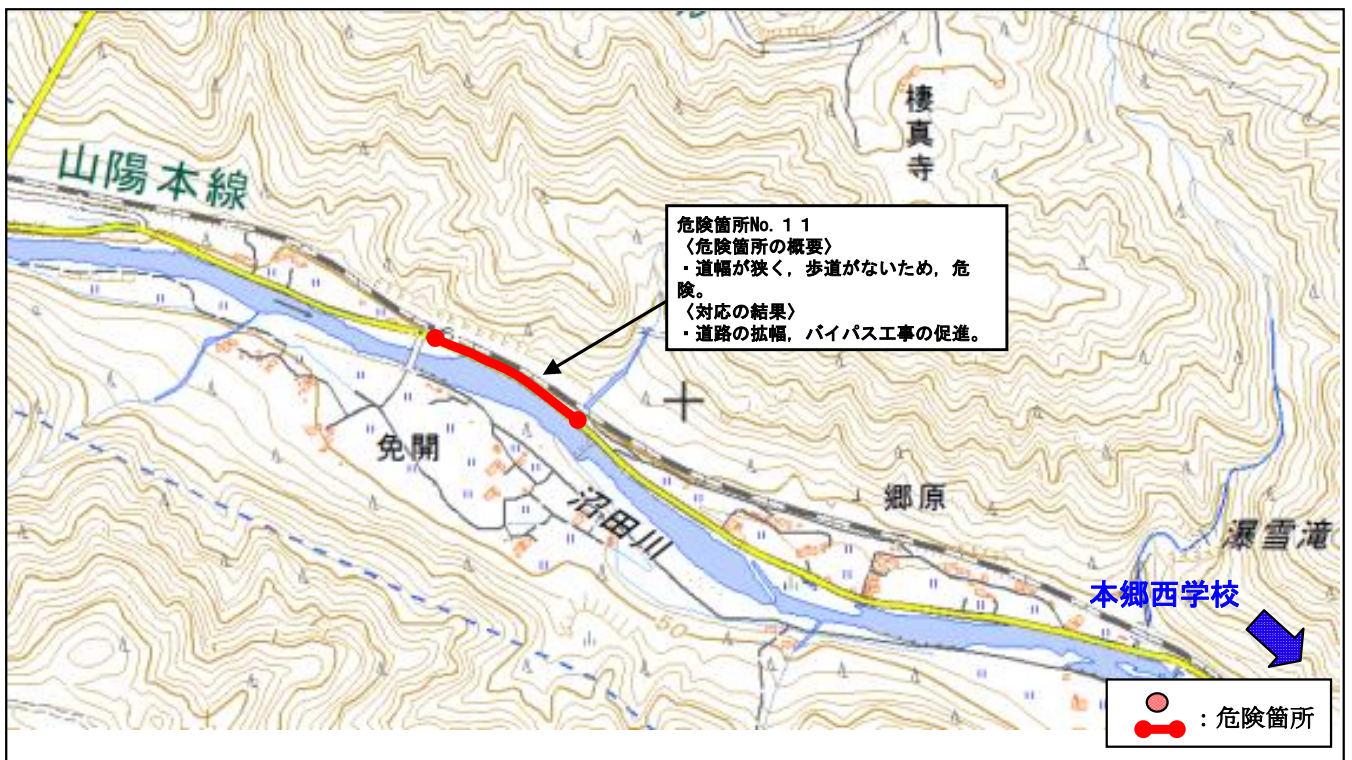 棲真寺
山陽本線
危険箇所No. 11
〈危険箇所の概要〉
・道幅が狭く，歩道がないため，危
険。
〈対応の結果〉
・道路の拡幅，バイパス工事の促進。
免開
沼田川
郷原
瀑雪滝
本郷西学校
50
：危険箇所